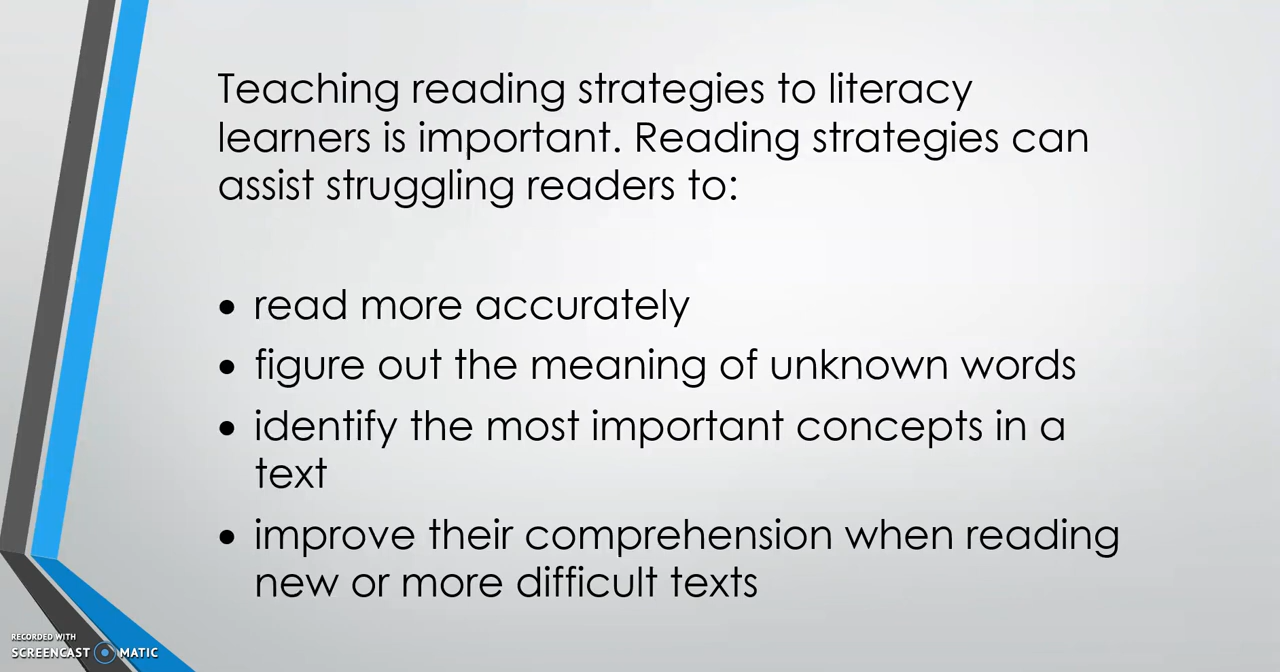 Teaching reading strategies to literacy
learners is important. Reading strategies can
assist struggling readers to:
• read more accurately
• figure out the meaning of unknown words
• identify the most important concepts in a
text
• improve their comprehension when reading
new or more difficult texts
RECORDED WITH
SCREENCAST MATIC